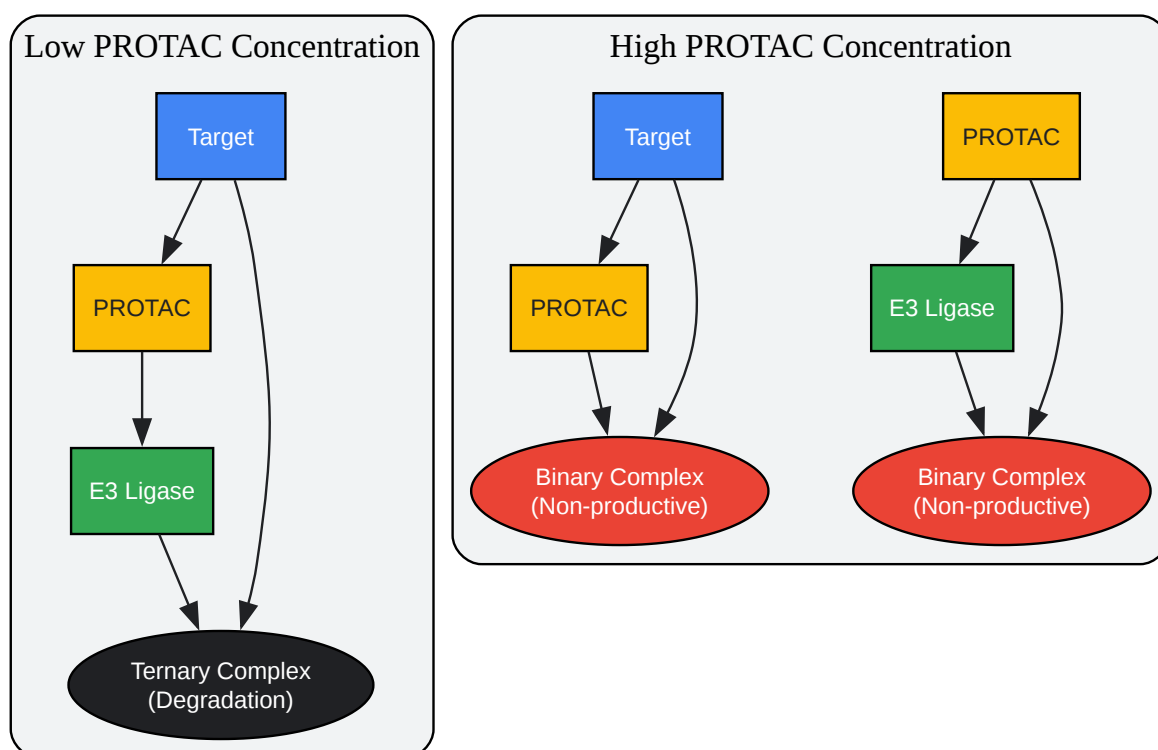 Low PROTAC Concentration
Target
PROTAC
E3 Ligase
Ternary Complex
(Degradation)
High PROTAC Concentration
Target
PROTAC
Binary Complex
(Non-productive)
PROTAC
E3 Ligase
Binary Complex
(Non-productive)